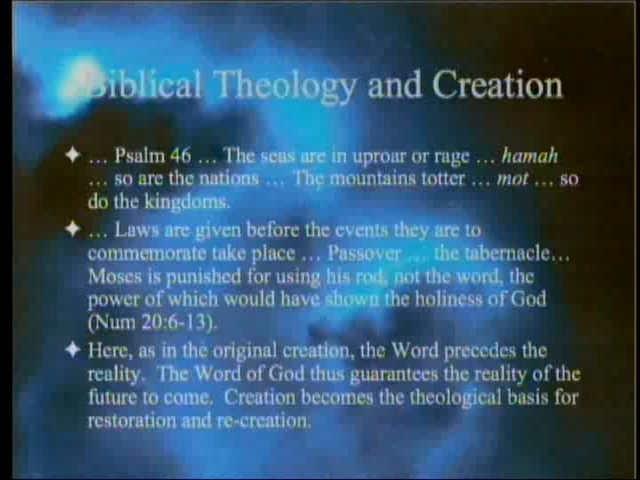 Biblical Theology and Creation
… Psalm 46 … The seas are in uproar or rage … hamah
… so are the nations … The mountains totter … mot … so
do the kingdoms.
… Laws are given before the events they are to
commemorate take place … Passover … the tabernacle…
Moses is punished for using his rod, not the word, the
power of which would have shown the holiness of God
(Num 20:6-13).
Here, as in the original creation, the Word precedes the
reality. The Word of God thus guarantees the reality of the
future to come. Creation becomes the theological basis for
restoration and re-creation.